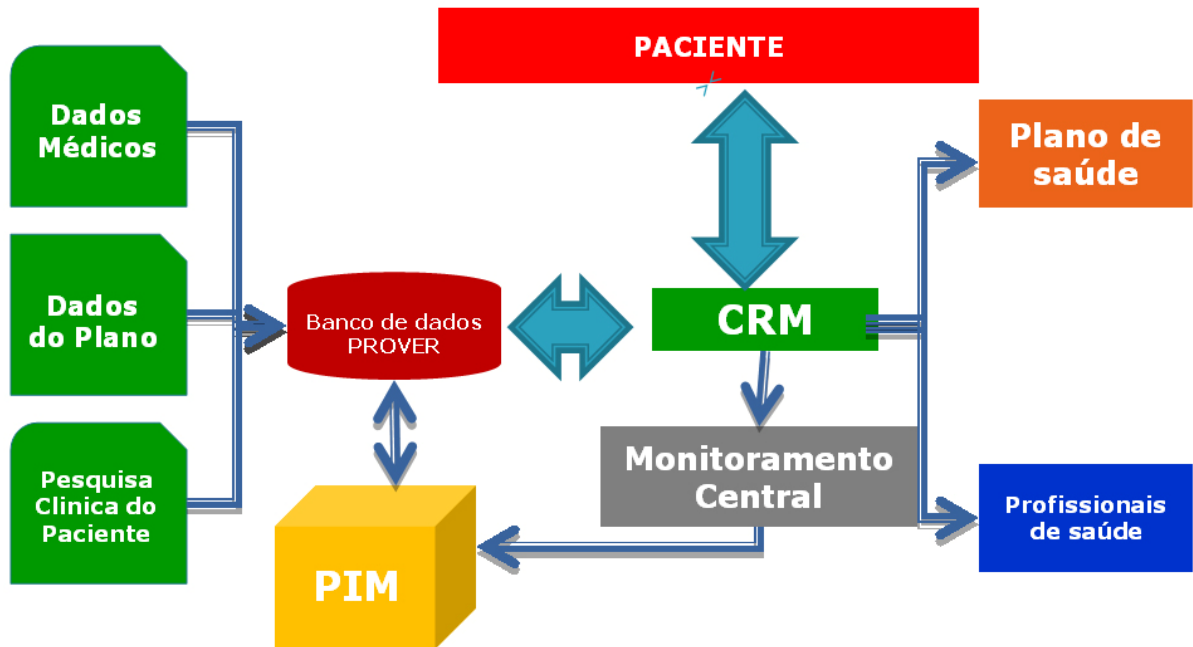 PACIENTE
Dados
Médicos
Plano de
saúde
Dados
do Plano
Banco de dados
PROVER
CRM
Monitoramento
Central
Pesquisa
Clinica do
Paciente
Profissionais
de saúde
PIM